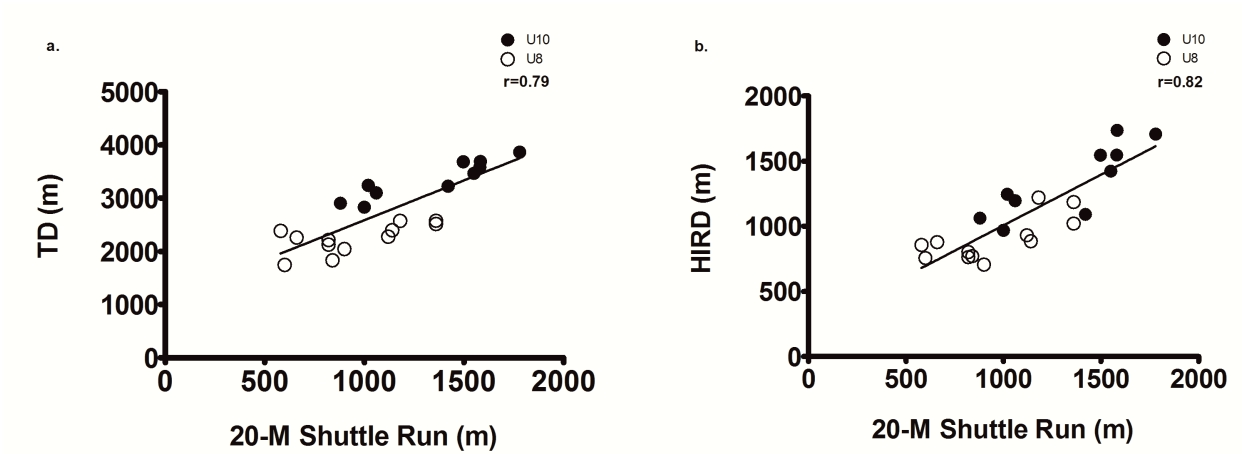 a.
U10
U8
r=0.79
5000
4000
3000
2000
1000
0
TD (m)
0 500 1000 1500 2000
20-M Shuttle Run (m)
b.
U10
U8
r=0.82
2000
1500
1000
500
0
HIRD (m)
0 500 1000 1500 2000
20-M Shuttle Run (m)